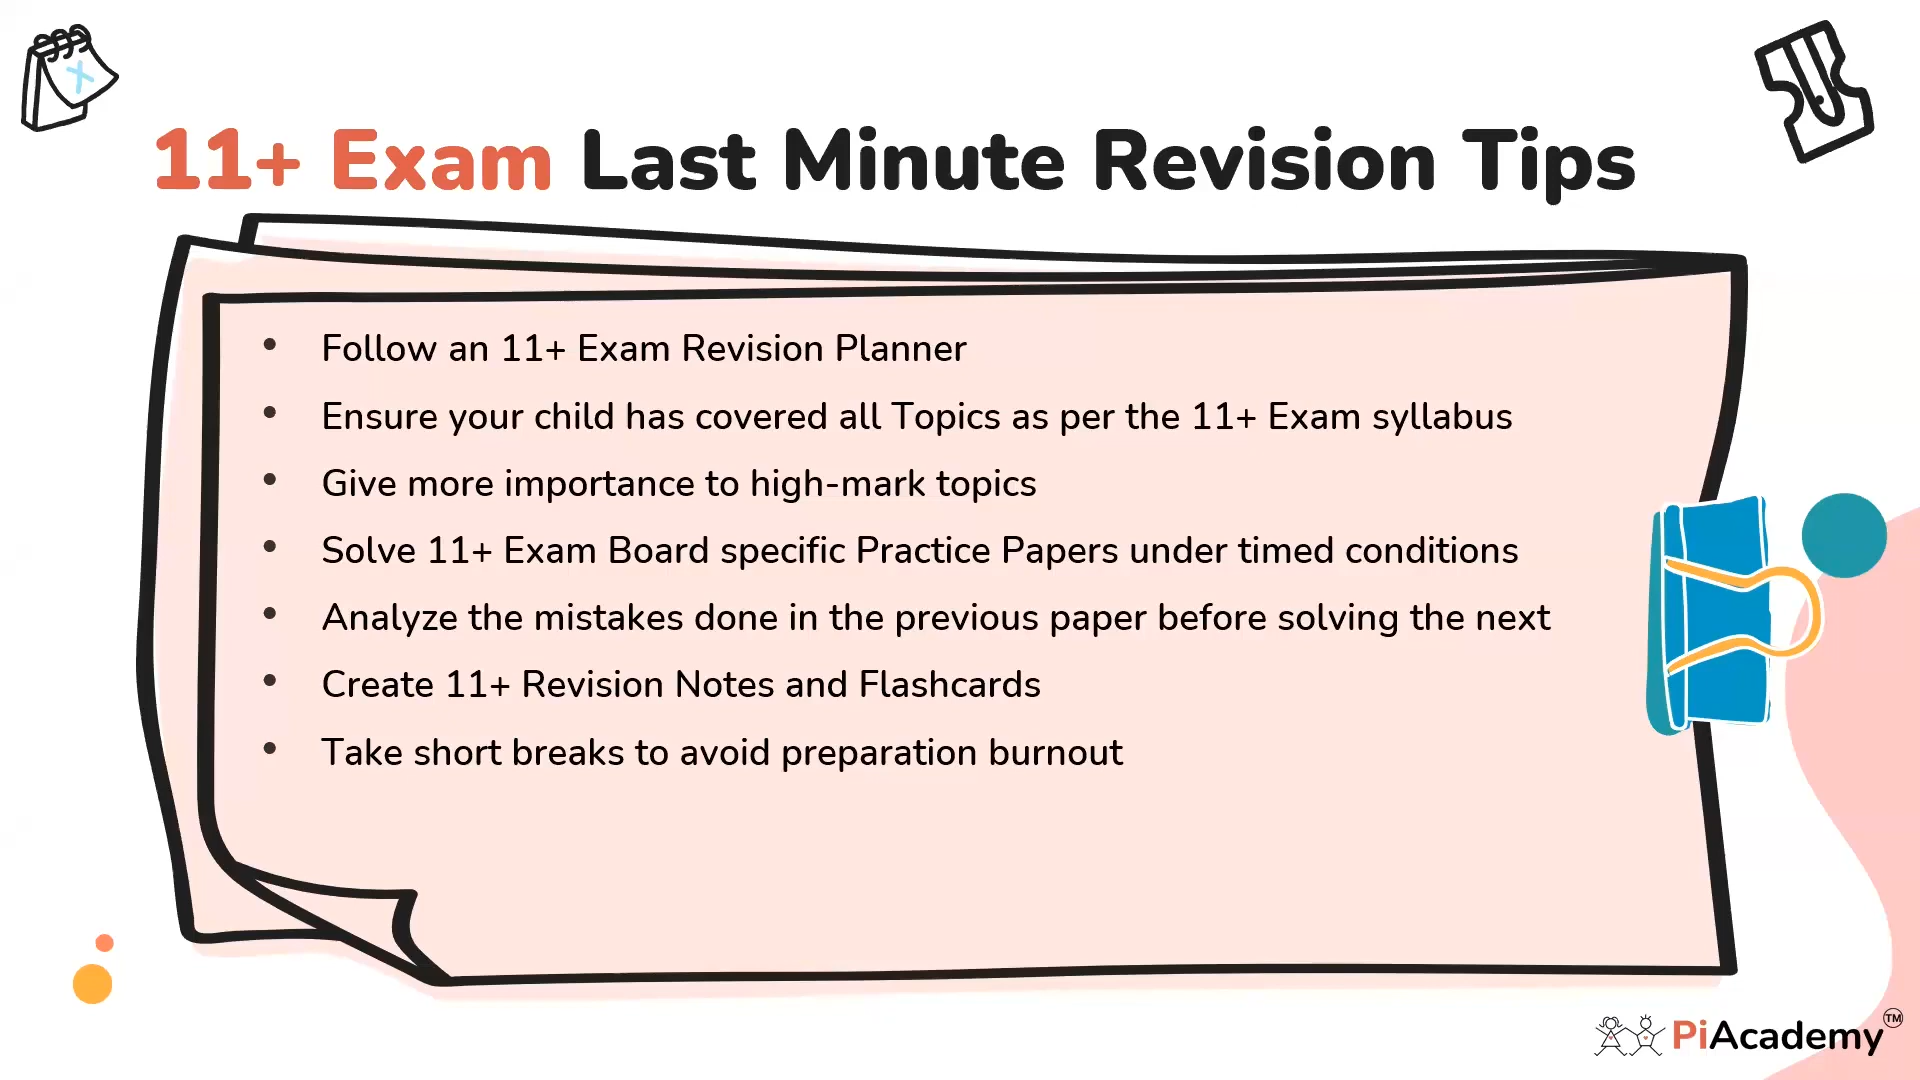 11+ Exam Last Minute Revision Tips
• Follow an 11+ Exam Revision Planner
• Ensure your child has covered all Topics as per the 11+ Exam syllabus
• Give more importance to high-mark topics
• Solve 11+ Exam Board specific Practice Papers under timed conditions
• Analyze the mistakes done in the previous paper before solving the next
• Create 11+ Revision Notes and Flashcards
• Take short breaks to avoid preparation burnout
PiAcademy TM